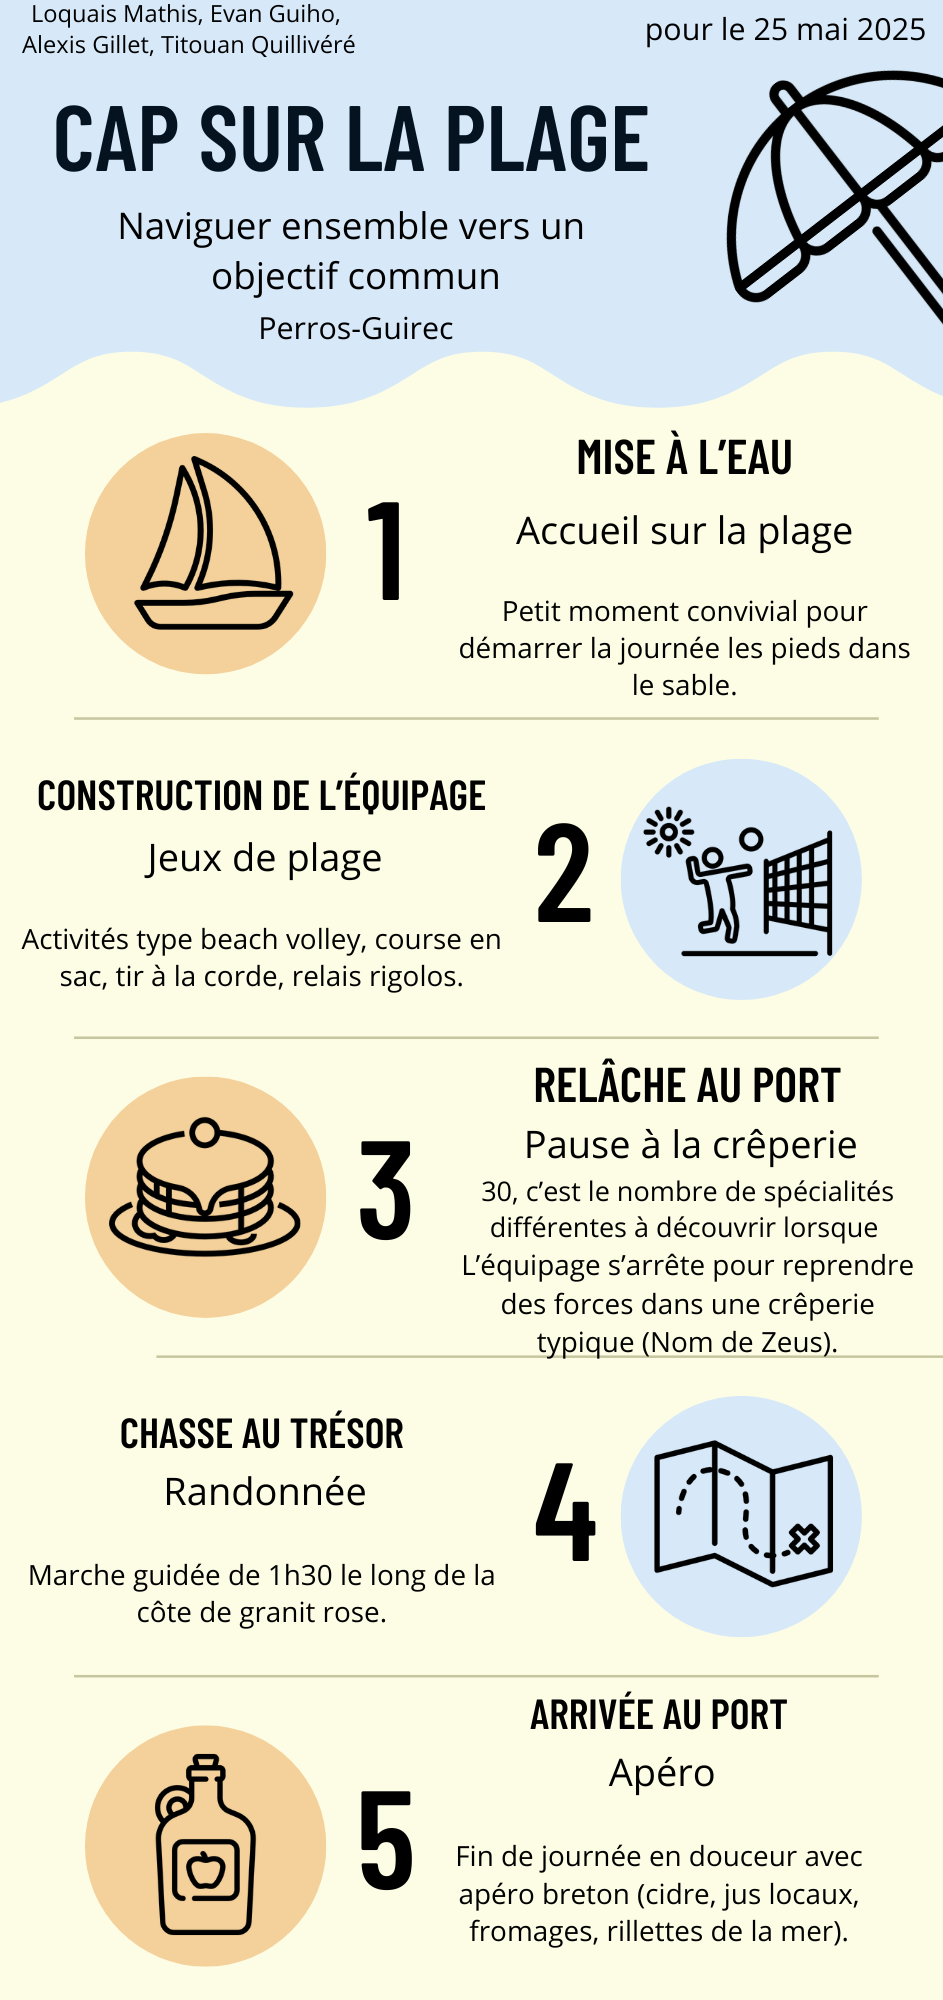 Loquais Mathis, Evan Guiho,
Alexis Gillet, Titouan Quillivéré
pour le 25 mai 2025
CAP SUR LA PLAGE
Naviguer ensemble vers un
objectif commun
Perros-Guirec
MISE À L'EAU
1
Accueil sur la plage
Petit moment convivial pour
démarrer la journée les pieds dans
le sable.
CONSTRUCTION DE L'ÉQUIPAGE
Jeux de plage
2
Activités type beach volley, course en
sac, tir à la corde, relais rigolos.
RELÂCHE AU PORT
3
Pause à la crêperie
30, c'est le nombre de spécialités
différentes à découvrir lorsque
L'équipage s'arrête pour reprendre
des forces dans une crêperie
typique (Nom de Zeus).
CHASSE AU TRÉSOR
Randonnée
4
Marche guidée de 1h30 le long de la
côte de granit rose.
ARRIVÉE AU PORT
Apéro
5
Fin de journée en douceur avec
apéro breton (cidre, jus locaux,
fromages, rillettes de la mer).